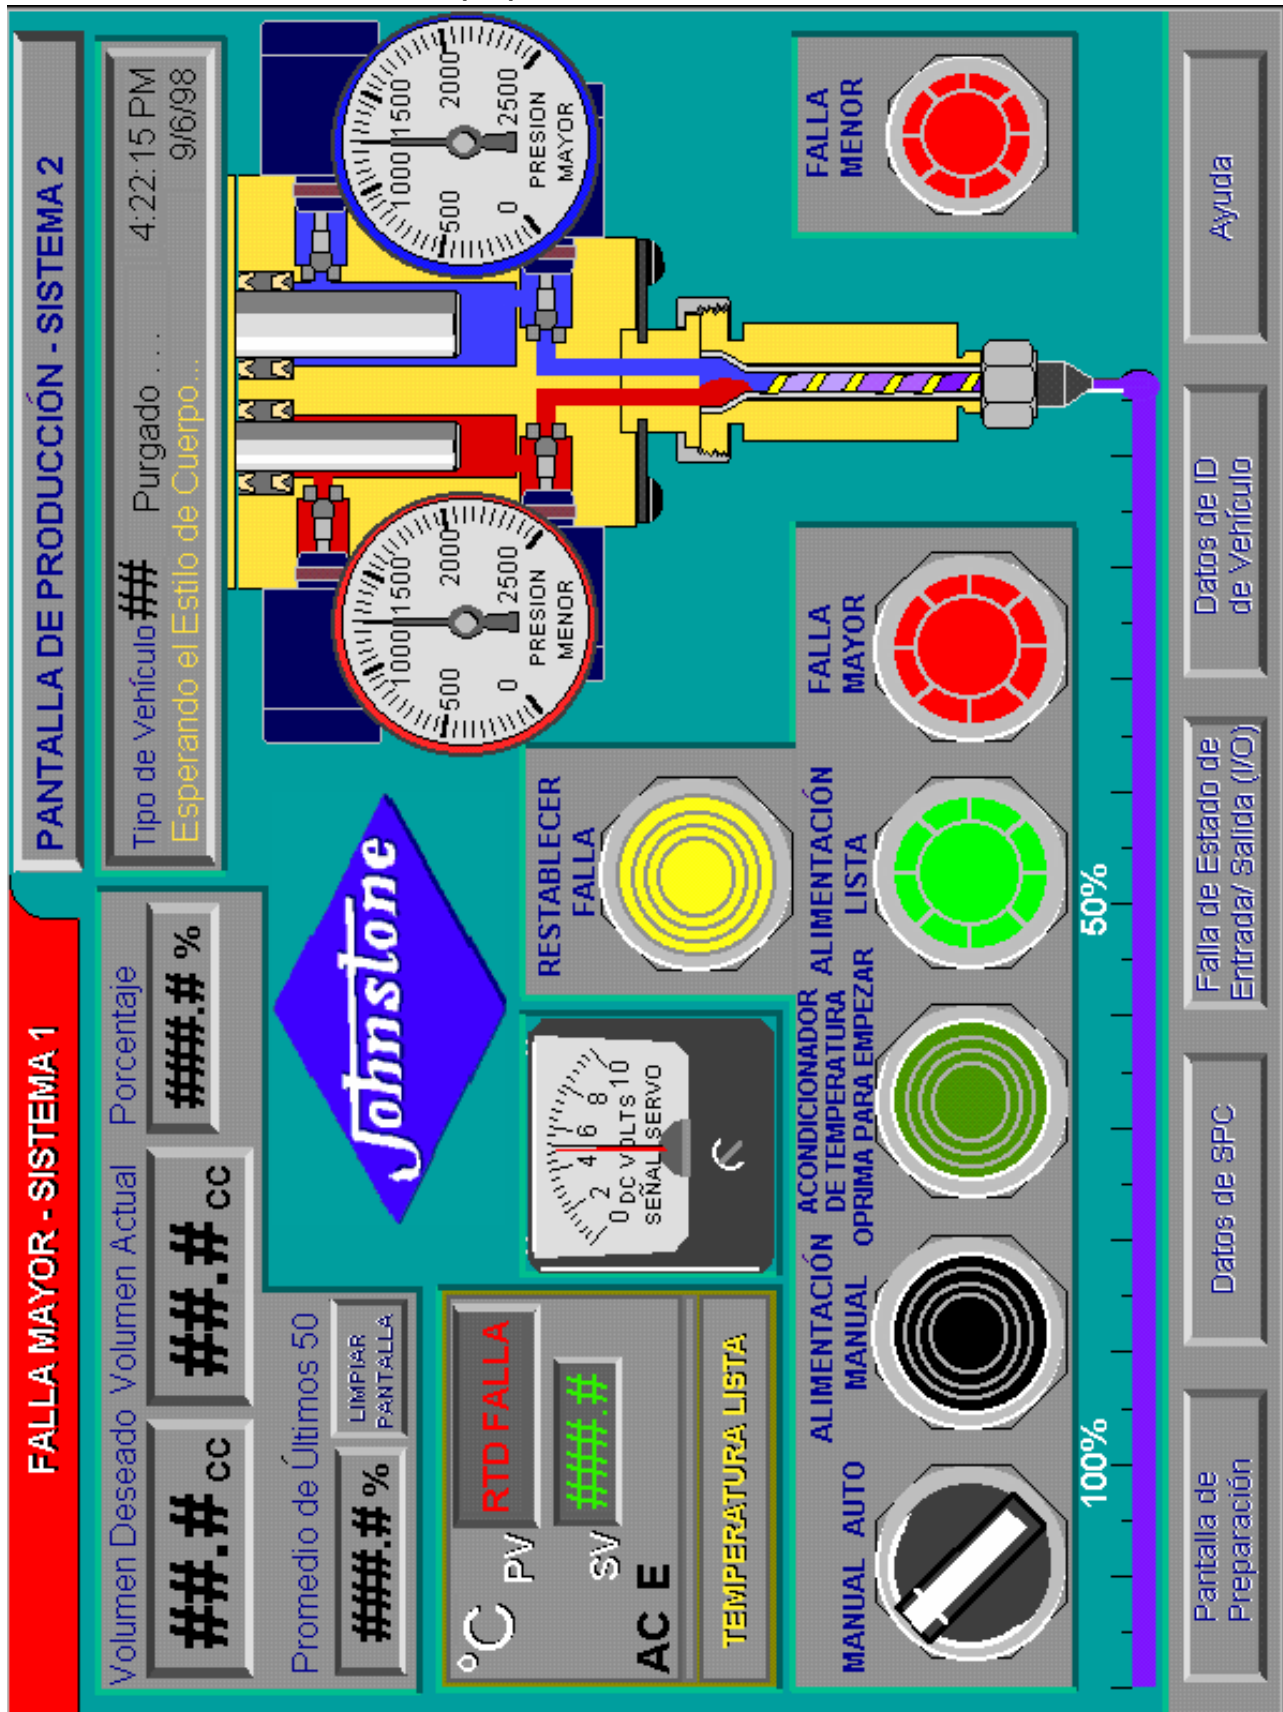 FALLA MAYOR - SISTEMA 1
PANTALLA DE PRODUCCIÓN - SISTEMA 2
Volumen Deseado
Volumen Actual
Porcentaje
##.# cc
##.# cc
###.# %
Tipo de Vehículo ## Purgado . . . 4:22:15 PM
Esperando el Estilo de Cuerpo... 9/6/98
Promedio de Últimos 50
###.# %
LIMPIAR
PANTALLA
Johnstone
0 500 1000 1500 2000 2500
PRESION
MENOR
0 500 1000 1500 2000 2500
PRESION
MAYOR
°C
PV
RTD FALLA
SV
###.#
AC E
TEMPERATURA LISTA
0 2 4 6 8 10
DC VOLTS
SEÑAL SERVO
RESTABLECER
FALLA
MANUAL AUTO
ALIMENTACIÓN
MANUAL
ACONDICIONADOR
DE TEMPERATURA
OPRIMA PARA EMPEZAR
ALIMENTACIÓN
LISTA
FALLA
MAYOR
FALLA
MENOR
100%
50%
Pantalla de
Preparación
Datos de SPC
Falla de Estado de
Entrada/ Salida (I/O)
Datos de ID
de Vehículo
Ayuda